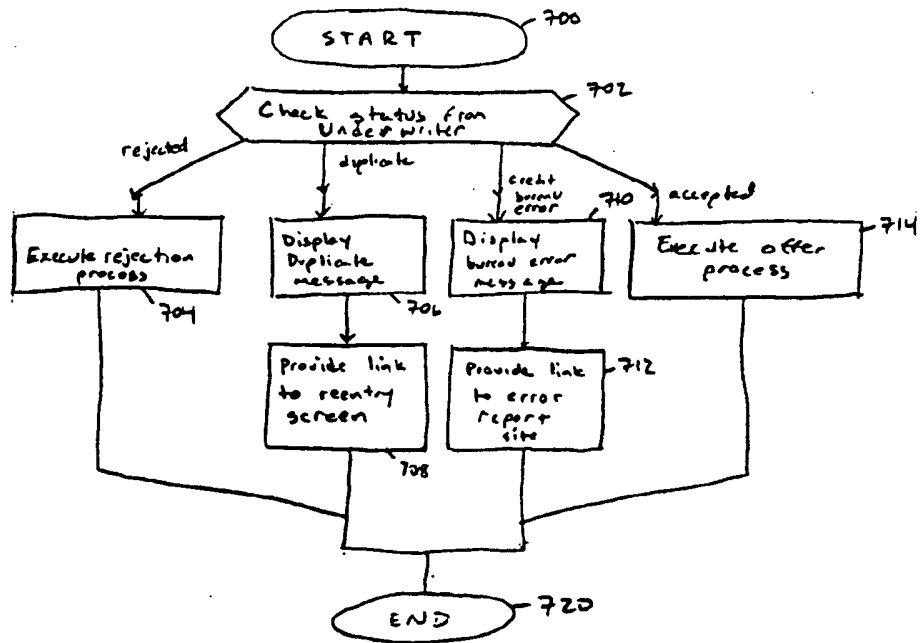 700
START
702
Check status from
Underwriter
rejected
duplicate
credit
bureau
error
accepted
710
714
Execute rejection
process
704
Display
Duplicate
message
706
Display
bureau error
message
Execute offer
process
Provide link
to reentry
screen
708
Provide link
to error
report
site
712
END
720